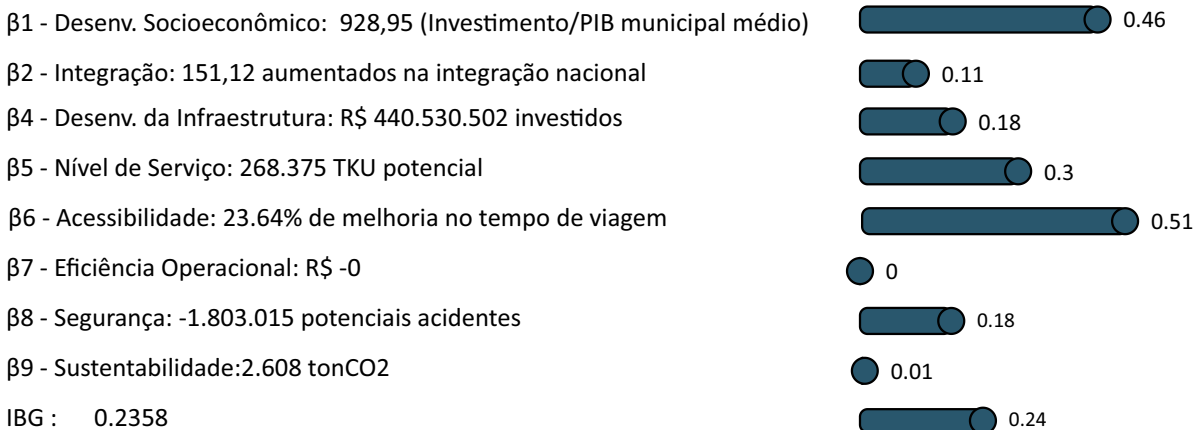 β1 - Desenv. Socioeconômico: 928,95 (Investimento/PIB municipal médio) 0.46
β2 - Integração: 151,12 aumentados na integração nacional 0.11
β4 - Desenv. da Infraestrutura: R$ 440.530.502 investidos 0.18
β5 - Nível de Serviço: 268.375 TKU potencial 0.3
β6 - Acessibilidade: 23.64% de melhoria no tempo de viagem 0.51
β7 - Eficiência Operacional: R$ -0 0
β8 - Segurança: -1.803.015 potenciais acidentes 0.18
β9 - Sustentabilidade:2.608 tonCO2 0.01
IBG : 0.2358 0.24